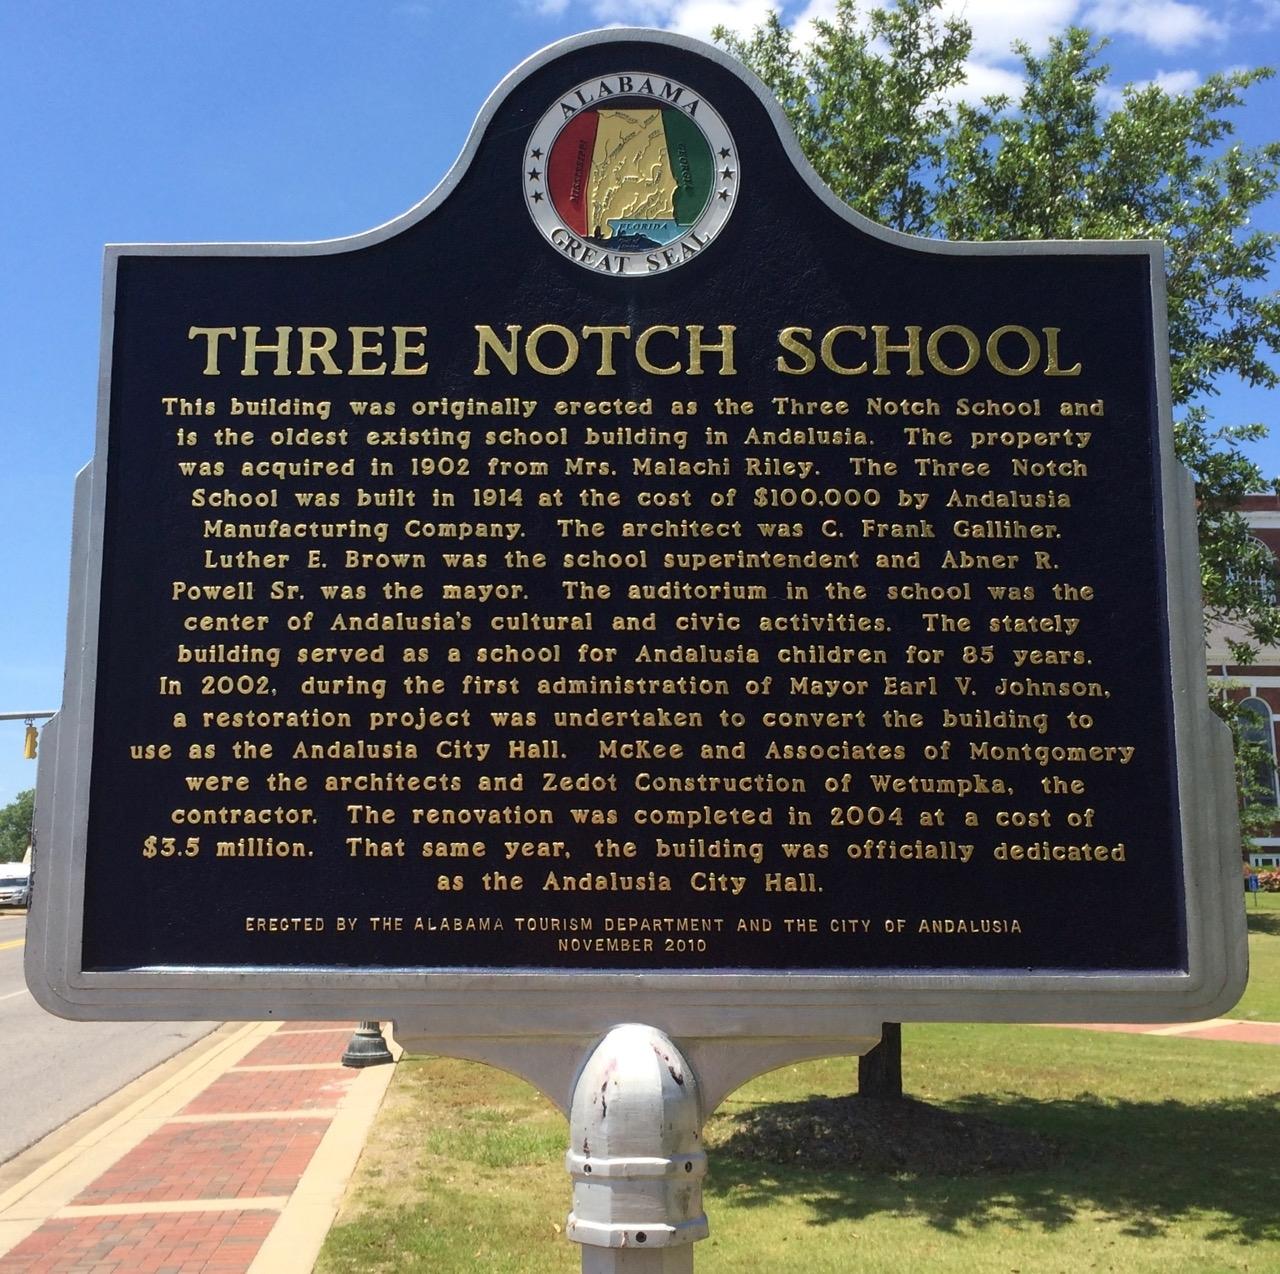 ALABAMA
MISSISSIPPI
GEORGIA
FLORIDA
GREAT SEAL
THREE NOTCH SCHOOL
This building was originally erected as the Three Notch School and
is the oldest existing school building in Andalusia. The property
was acquired in 1902 from Mrs. Malachi Riley. The Three Notch
School was built in 1914 at the cost of $100,000 by Andalusia
Manufacturing Company. The architect was C. Frank Galliher.
Luther E. Brown was the school superintendent and Abner R.
Powell Sr. was the mayor. The auditorium in the school was the
center of Andalusia's cultural and civic activities. The stately
building served as a school for Andalusia children for 85 years.
In 2002, during the first administration of Mayor Earl V. Johnson,
a restoration project was undertaken to convert the building to
use as the Andalusia City Hall. McKee and Associates of Montgomery
were the architects and Zedot Construction of Wetumpka, the
contractor. The renovation was completed in 2004 at a cost of
$3.5 million. That same year, the building was officially dedicated
as the Andalusia City Hall.
ERECTED BY THE ALABAMA TOURISM DEPARTMENT AND THE CITY OF ANDALUSIA
NOVEMBER 2010